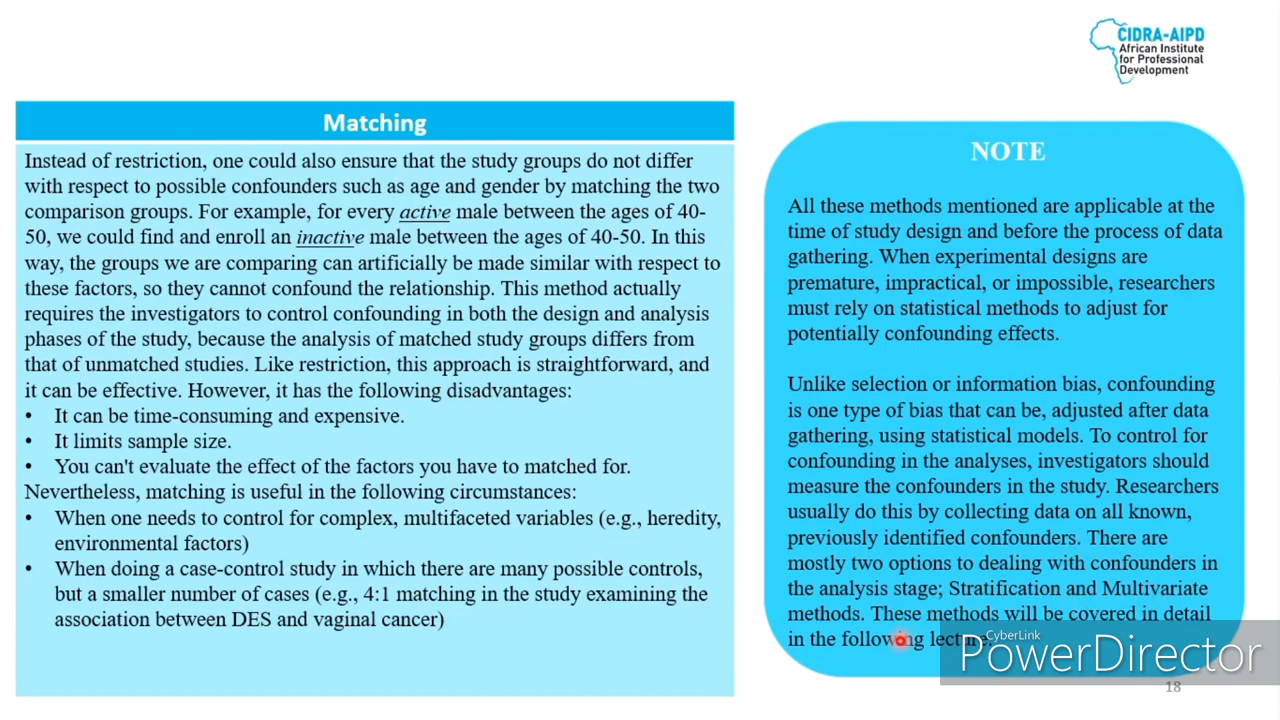 CIDRA-AIPD
African Institute
for Professional
Development
Matching
Instead of restriction, one could also ensure that the study groups do not differ
with respect to possible confounders such as age and gender by matching the two
comparison groups. For example, for every active male between the ages of 40-
50, we could find and enroll an inactive male between the ages of 40-50. In this
way, the groups we are comparing can artificially be made similar with respect to
these factors, so they cannot confound the relationship. This method actually
requires the investigators to control confounding in both the design and analysis
phases of the study, because the analysis of matched study groups differs from
that of unmatched studies. Like restriction, this approach is straightforward, and
it can be effective. However, it has the following disadvantages:
• It can be time-consuming and expensive.
• It limits sample size.
• You can't evaluate the effect of the factors you have to matched for.
Nevertheless, matching is useful in the following circumstances:
• When one needs to control for complex, multifaceted variables (e.g., heredity,
environmental factors)
• When doing a case-control study in which there are many possible controls,
but a smaller number of cases (e.g., 4:1 matching in the study examining the
association between DES and vaginal cancer)
NOTE
All these methods mentioned are applicable at the
time of study design and before the process of data
gathering. When experimental designs are
premature, impractical, or impossible, researchers
must rely on statistical methods to adjust for
potentially confounding effects.
Unlike selection or information bias, confounding
is one type of bias that can be, adjusted after data
gathering, using statistical models. To control for
confounding in the analyses, investigators should
measure the confounders in the study. Researchers
usually do this by collecting data on all known,
previously identified confounders. There are
mostly two options to dealing with confounders in
the analysis stage; Stratification and Multivariate
methods. These methods will be covered in detail
in the following lecture.
CyberLink
PowerDirector
18